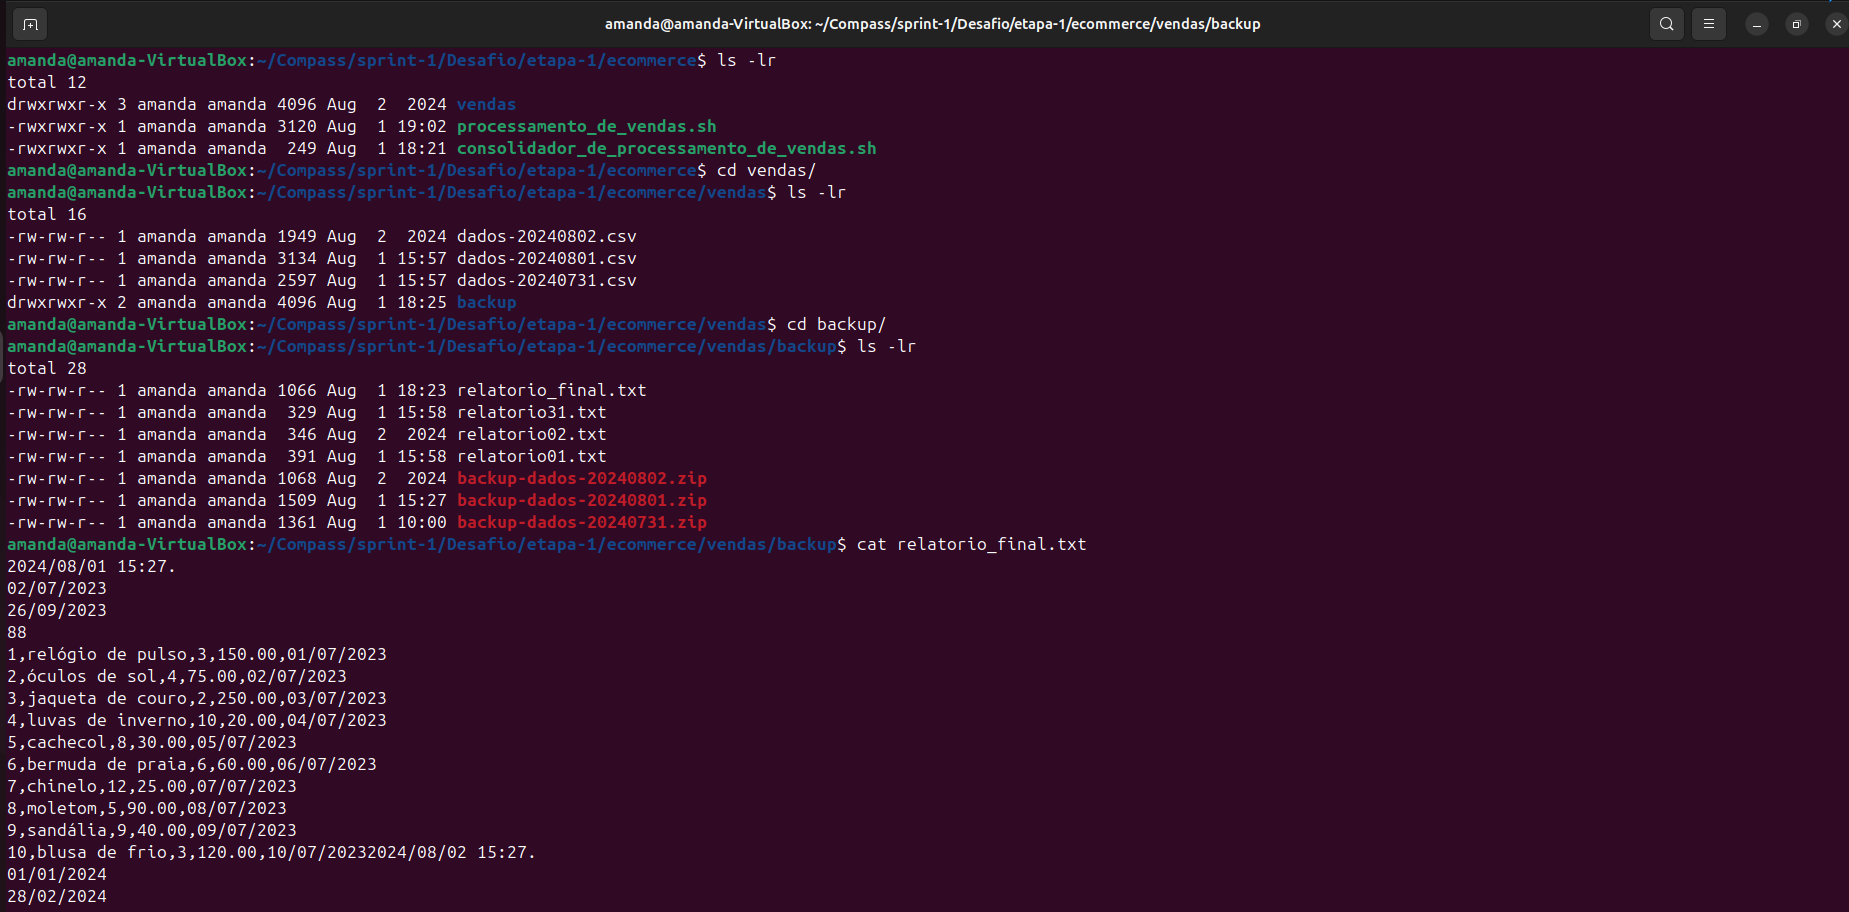 amanda@amanda-VirtualBox: ~/Compass/sprint-1/Desafio/etapa-1/ecommerce/vendas/backup
amanda@amanda-VirtualBox:~/Compass/sprint-1/Desafio/etapa-1/ecommerce$ ls -lr
total 12
drwxrwxr-x 3 amanda amanda 4096 Aug  2  2024 vendas
-rwxrwxr-x 1 amanda amanda 3120 Aug  1 19:02 processamento_de_vendas.sh
-rwxrwxr-x 1 amanda amanda  249 Aug  1 18:21 consolidador_de_processamento_de_vendas.sh
amanda@amanda-VirtualBox:~/Compass/sprint-1/Desafio/etapa-1/ecommerce$ cd vendas/
amanda@amanda-VirtualBox:~/Compass/sprint-1/Desafio/etapa-1/ecommerce/vendas$ ls -lr
total 16
-rw-rw-r-- 1 amanda amanda 1949 Aug  2  2024 dados-20240802.csv
-rw-rw-r-- 1 amanda amanda 3134 Aug  1 15:57 dados-20240801.csv
-rw-rw-r-- 1 amanda amanda 2597 Aug  1 15:57 dados-20240731.csv
drwxrwxr-x 2 amanda amanda 4096 Aug  1 18:25 backup
amanda@amanda-VirtualBox:~/Compass/sprint-1/Desafio/etapa-1/ecommerce/vendas$ cd backup/
amanda@amanda-VirtualBox:~/Compass/sprint-1/Desafio/etapa-1/ecommerce/vendas/backup$ ls -lr
total 28
-rw-rw-r-- 1 amanda amanda 1066 Aug  1 18:23 relatorio_final.txt
-rw-rw-r-- 1 amanda amanda  329 Aug  1 15:58 relatorio31.txt
-rw-rw-r-- 1 amanda amanda  346 Aug  2  2024 relatorio02.txt
-rw-rw-r-- 1 amanda amanda  391 Aug  1 15:58 relatorio01.txt
-rw-rw-r-- 1 amanda amanda 1068 Aug  2  2024 backup-dados-20240802.zip
-rw-rw-r-- 1 amanda amanda 1509 Aug  1 15:27 backup-dados-20240801.zip
-rw-rw-r-- 1 amanda amanda 1361 Aug  1 10:00 backup-dados-20240731.zip
amanda@amanda-VirtualBox:~/Compass/sprint-1/Desafio/etapa-1/ecommerce/vendas/backup$ cat relatorio_final.txt
2024/08/01 15:27.
02/07/2023
26/09/2023
88
1,relógio de pulso,3,150.00,01/07/2023
2,óculos de sol,4,75.00,02/07/2023
3,jaqueta de couro,2,250.00,03/07/2023
4,luvas de inverno,10,20.00,04/07/2023
5,cachecol,8,30.00,05/07/2023
6,bermuda de praia,6,60.00,06/07/2023
7,chinelo,12,25.00,07/07/2023
8,moletom,5,90.00,08/07/2023
9,sandália,9,40.00,09/07/2023
10,blusa de frio,3,120.00,10/07/20232024/08/02 15:27.
01/01/2024
28/02/2024